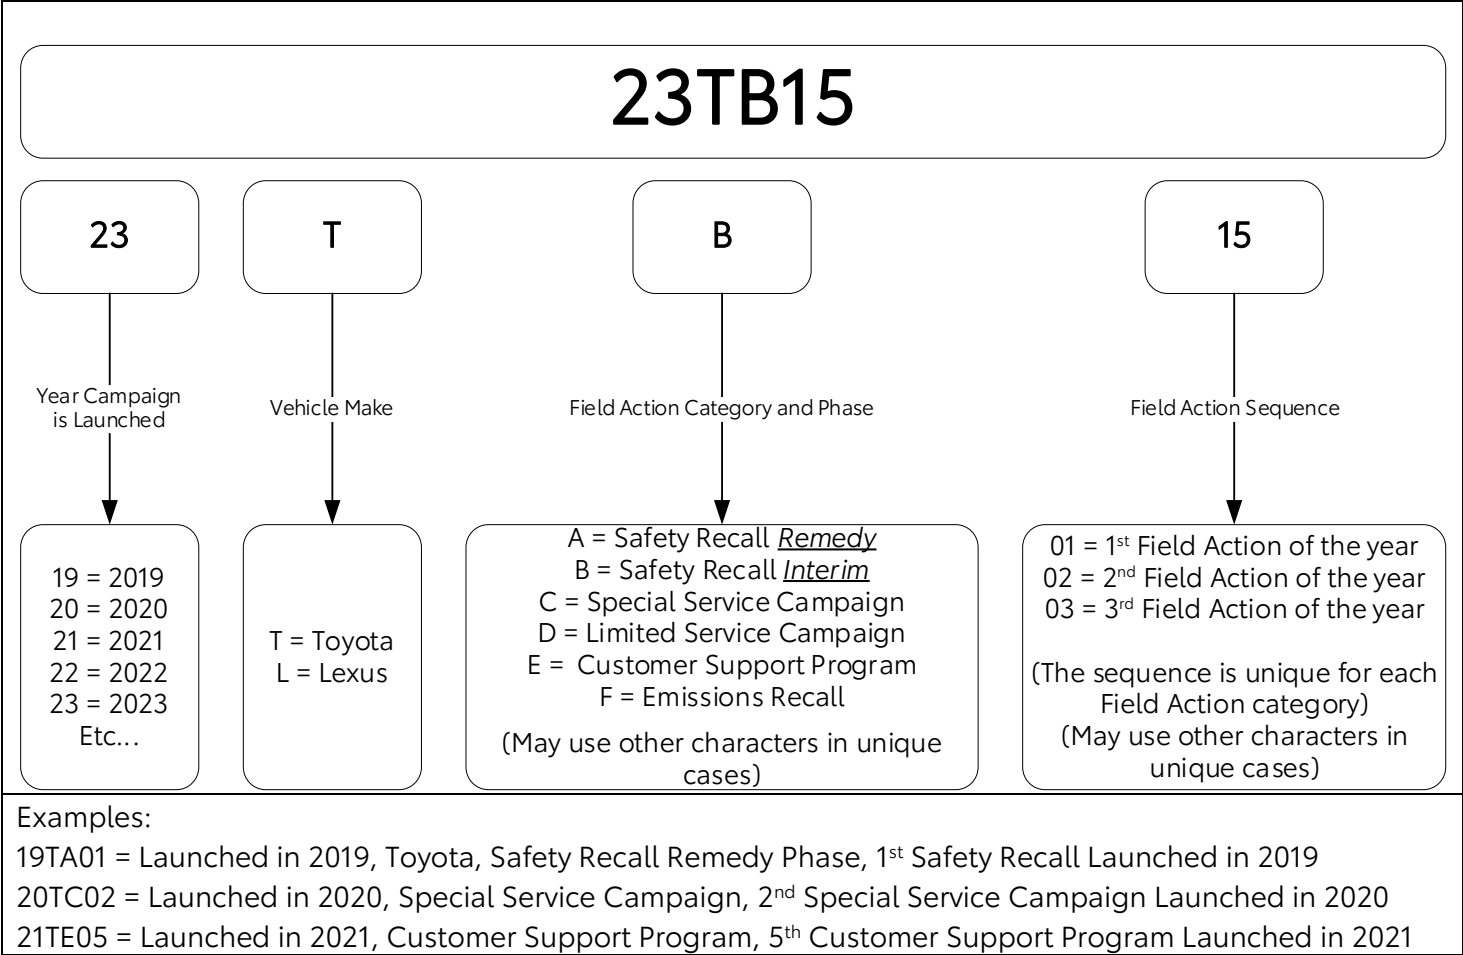 23TB15
23
T
B
15
Year Campaign
is Launched
Vehicle Make
Field Action Category and Phase
Field Action Sequence
19 = 2019
20 = 2020
21 = 2021
22 = 2022
23 = 2023
Etc...
T = Toyota
L = Lexus
A = Safety Recall Remedy
B = Safety Recall Interim
C = Special Service Campaign
D = Limited Service Campaign
E =  Customer Support Program
F = Emissions Recall
(May use other characters in unique
cases)
01 = 1st Field Action of the year
02 = 2nd Field Action of the year
03 = 3rd Field Action of the year
(The sequence is unique for each
Field Action category)
(May use other characters in
unique cases)
Examples:
19TA01 = Launched in 2019, Toyota, Safety Recall Remedy Phase, 1st Safety Recall Launched in 2019
20TC02 = Launched in 2020, Special Service Campaign, 2nd Special Service Campaign Launched in 2020
21TE05 = Launched in 2021, Customer Support Program, 5th Customer Support Program Launched in 2021